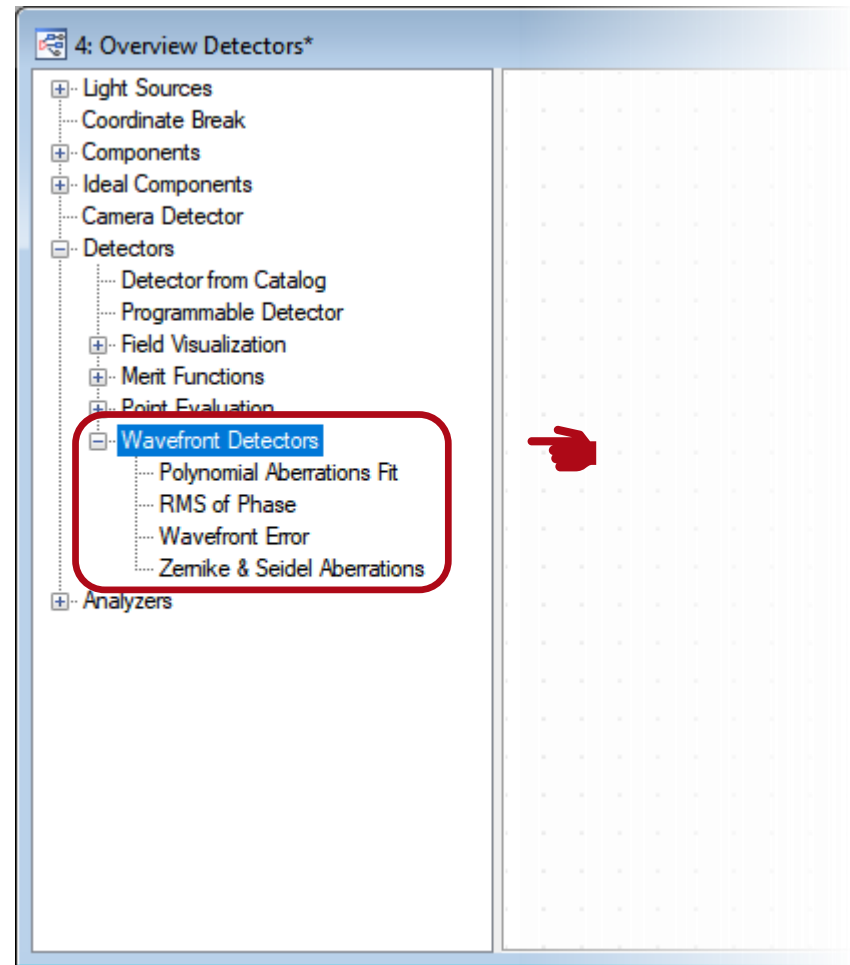 4: Overview Detectors*
Light Sources
Coordinate Break
Components
Ideal Components
Camera Detector
Detectors
Detector from Catalog
Programmable Detector
Field Visualization
Merit Functions
Point Evaluation
Wavefront Detectors
Polynomial Aberrations Fit
RMS of Phase
Wavefront Error
Zernike & Seidel Aberrations
Analyzers